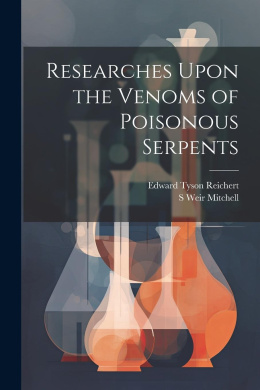 Researches Upon
the Venoms of
Poisonous
Serpents
Edward Tyson Reichert
S Weir Mitchell